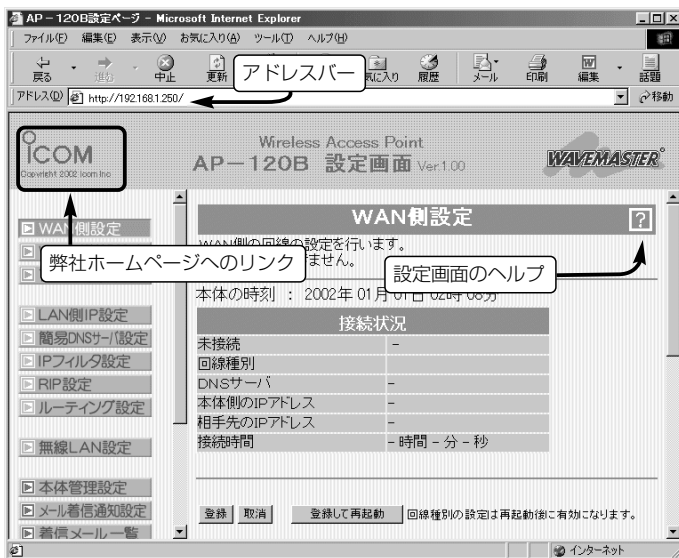 AP－120B設定ページ - Microsoft Internet Explorer
ファイル(F) 編集(E) 表示(V) お気に入り(A) ツール(T) ヘルプ(H)
戻る 進む 中止 更新 気に入り 履歴 メール 印刷 編集 話題
アドレスバー
アドレス(D) http://192.168.1.250/ 移動
ICOM
Copyright 2002 Icom Inc
Wireless Access Point
AP－120B 設定画面 Ver.1.00
WAVEMASTER®
WAN側設定
弊社ホームページへのリンク
LAN側IP設定
簡易DNSサーバ設定
IPフィルタ設定
RIP設定
ルーティング設定
無線LAN設定
本体管理設定
メール着信通知設定
着信メール一覧
WAN側設定 ?
WAN側の回線の設定を行います。
ません。
設定画面のヘルプ
本体の時刻 ： 2002年 01月 01日 02時 08分
接続状況
未接続 -
回線種別
DNSサーバ -
本体側のIPアドレス -
相手先のIPアドレス -
接続時間 - 時間 - 分 - 秒
登録 取消 登録して再起動 回線種別の設定は再起動後に有効になります。
インターネット